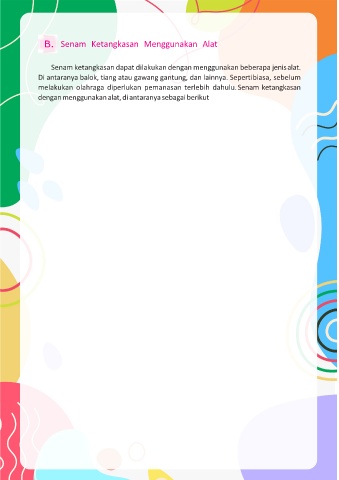 B. Senam Ketangkasan Menggunakan Alat
Senam ketangkasan dapat dilakukan dengan menggunakan beberapa jenis alat.
Di antaranya balok, tiang atau gawang gantung, dan lainnya. Seperti biasa, sebelum
melakukan olahraga diperlukan pemanasan terlebih dahulu. Senam ketangkasan
dengan menggunakan alat, di antaranya sebagai berikut